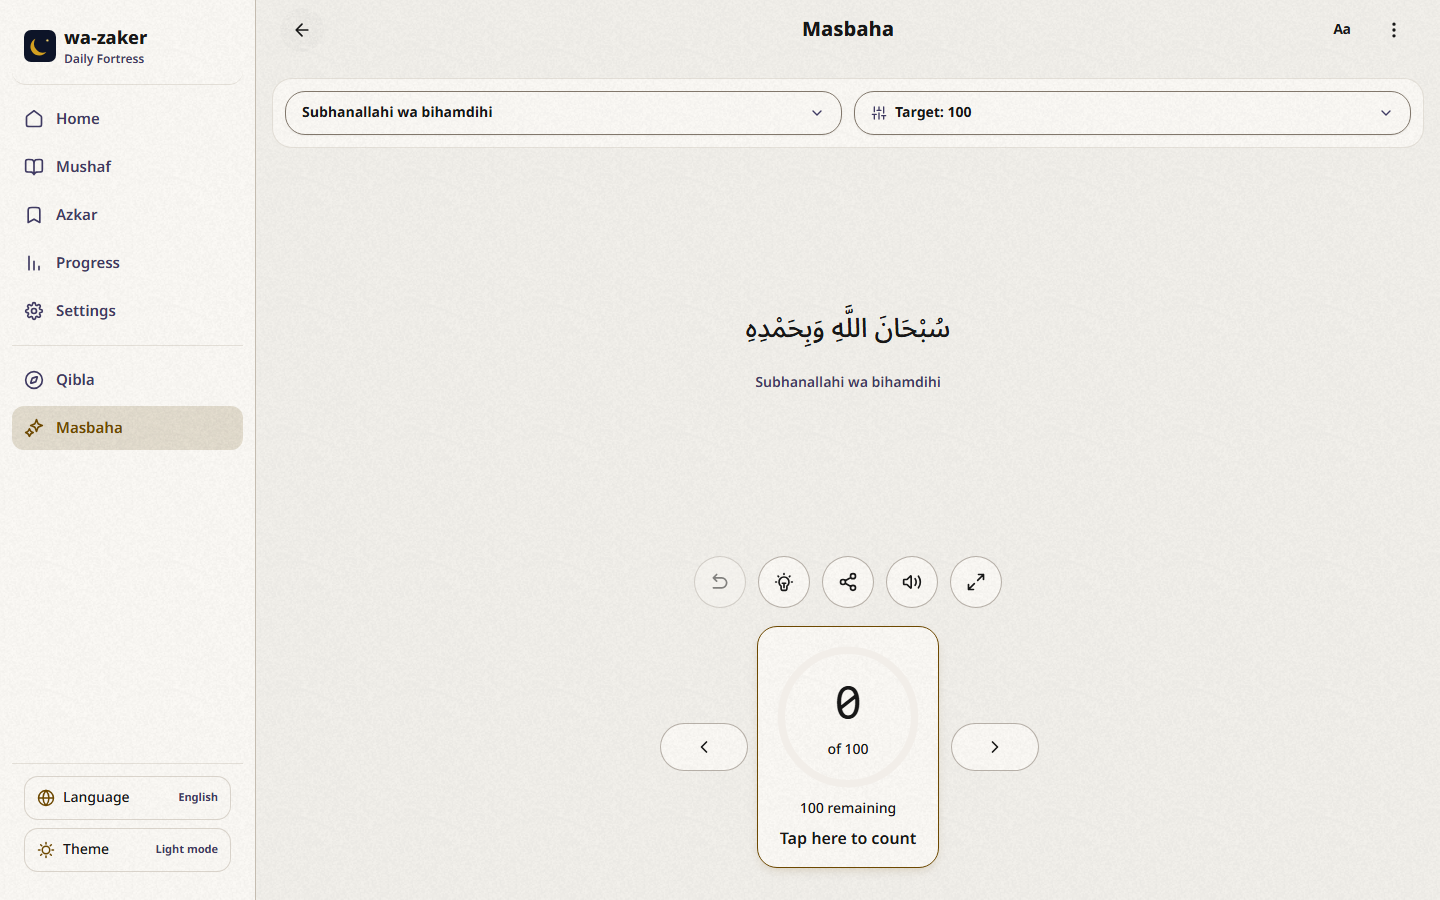 wa-zaker
Daily Fortress
Home
Mushaf
Azkar
Progress
Settings
Qibla
Masbaha
Language English
Theme Light mode
Masbaha
Aa
Subhanallahi wa bihamdihi
Target: 100
سُبْحَانَ اللَّهِ وَبِحَمْدِهِ
Subhanallahi wa bihamdihi
0
of 100
100 remaining
Tap here to count